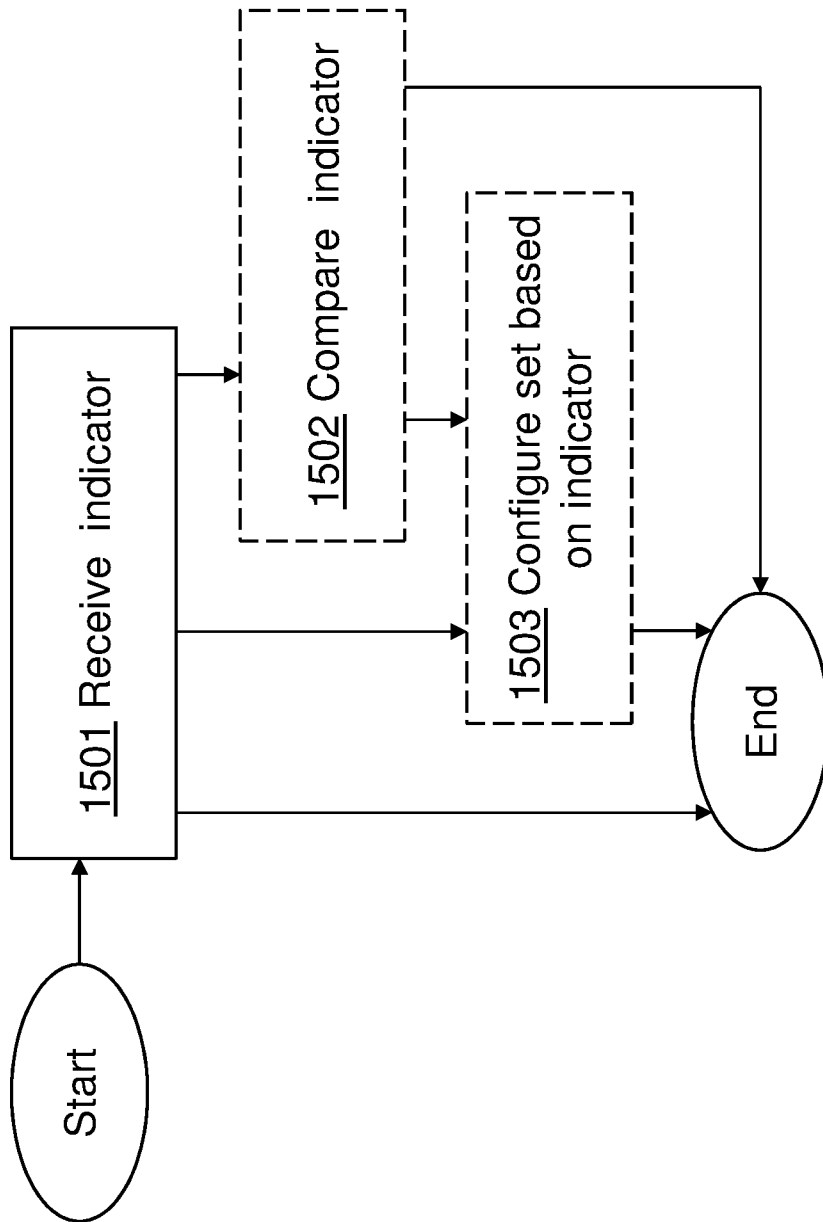 Start
1501 Receive indicator
1502 Compare indicator
1503 Configure set based
on indicator
End